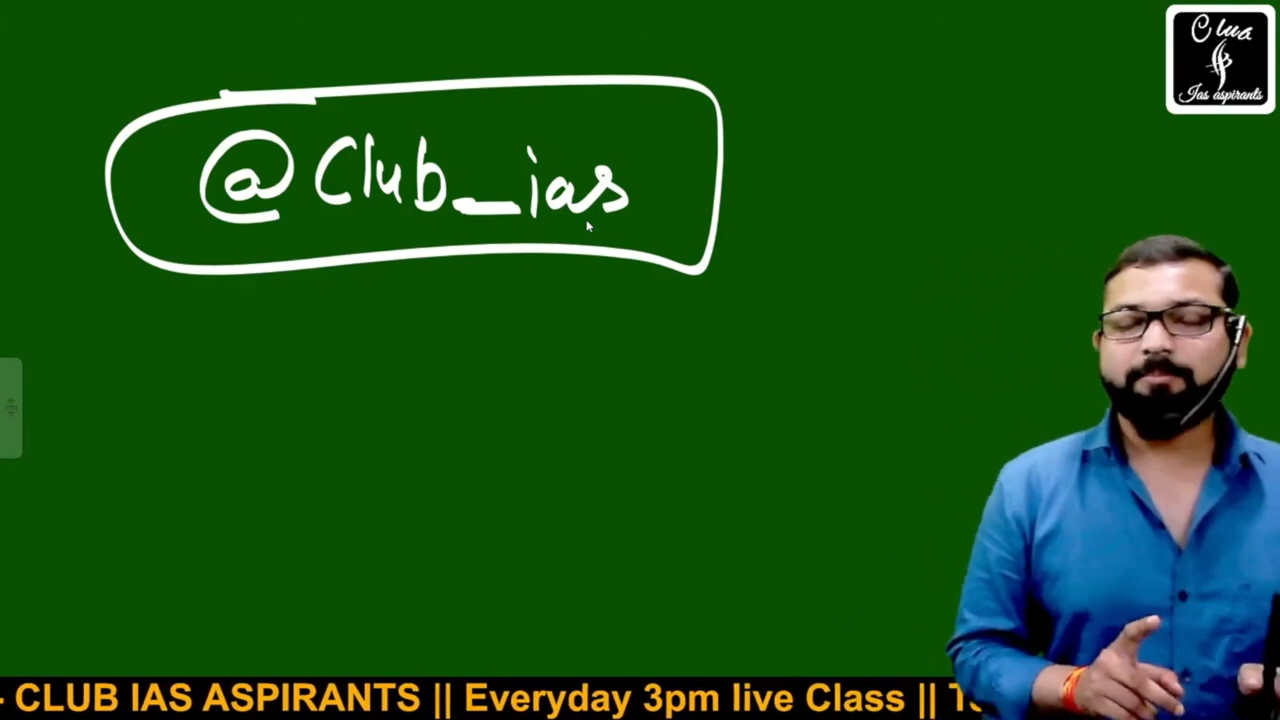 Club
Ias aspirants
@Club_ias
- CLUB IAS ASPIRANTS || Everyday 3pm live Class ||